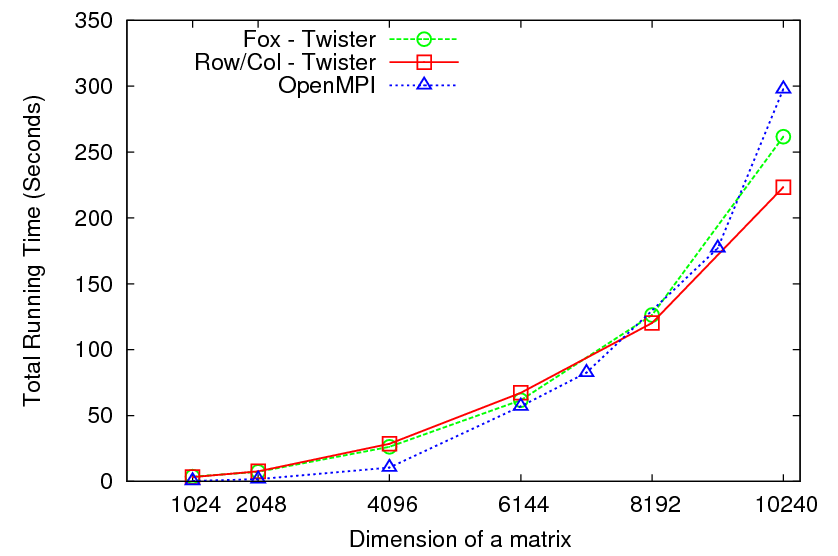 Fox - Twister
Row/Col - Twister
OpenMPI
350
300
250
200
150
100
50
0
Total Running Time (Seconds)
1024 2048 4096 6144 8192 10240
Dimension of a matrix